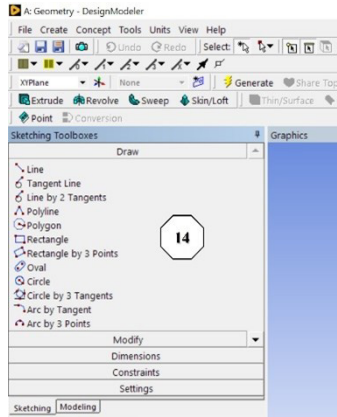 A: Geometry - DesignModeler
File Create Concept Tools Units View Help
Undo Redo Select:
XYPlane None Generate Share Top
Extrude Revolve Sweep Skin/Loft Thin/Surface
Point Conversion
Sketching Toolboxes Graphics
Draw
Line
Tangent Line
Line by 2 Tangents
Polyline
Polygon
Rectangle
14
Rectangle by 3 Points
Oval
Circle
Circle by 3 Tangents
Arc by Tangent
Arc by 3 Points
Modify
Dimensions
Constraints
Settings
Sketching Modeling